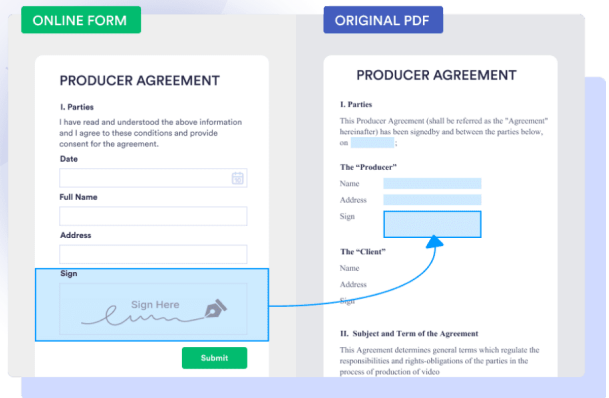 ONLINE FORM
PRODUCER AGREEMENT
I. Parties
I have read and understood the above information
and I agree to these conditions and provide
consent for the agreement.
Date
Full Name
Address
Sign
Sign Here
Submit
ORIGINAL PDF
PRODUCER AGREEMENT
I. Parties
This Producer Agreement (shall be referred as the "Agreement"
hereinafter) has been signedby and between the parties below,
on ;
The “Producer”
Name
Address
Sign
The “Client”
Name
Address
Sign
II. Subject and Term of the Agreement
This Agreement determines general terms which regulate the
responsibilities and rights-obligations of the parties in the
process of production of video